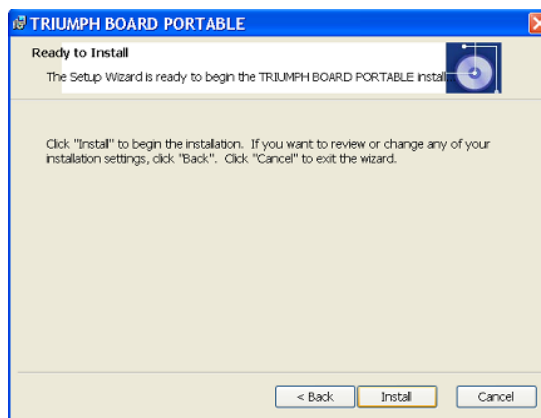 TRIUMPH BOARD PORTABLE
Ready to Install
The Setup Wizard is ready to begin the TRIUMPH BOARD PORTABLE install
Click "Install" to begin the installation. If you want to review or change any of your
installation settings, click "Back". Click "Cancel" to exit the wizard.
< Back
Install
Cancel